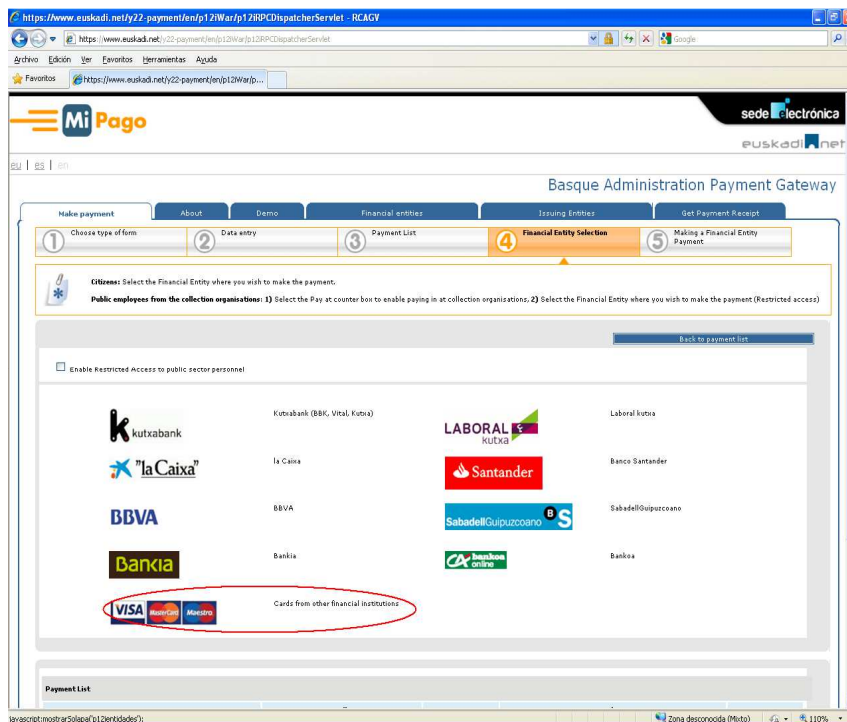 https://www.euskadi.net/y22-payment/en/p12iWar/p12iRPCDispatcherServlet - RCAGV
https://www.euskadi.net/y22-payment/en/p12iWar/p12iRPCDispatcherServlet
Google
Archivo Edición Ver Favoritos Herramientas Ayuda
Favoritos https://www.euskadi.net/y22-payment/en/p12iWar/p...
Mi Pago
sede electrónica
euskadi.net
eu | es | en
Basque Administration Payment Gateway
Make payment About Demo Financial entities Issuing Entities Get Payment Receipt
1 Choose type of form 2 Data entry 3 Payment List 4 Financial Entity Selection 5 Making a Financial Entity Payment
Citizens: Select the Financial Entity where you wish to make the payment.
Public employees from the collection organisations: 1) Select the Pay at counter box to enable paying in at collection organisations, 2) Select the Financial Entity where you wish to make the payment (Restricted access)
Back to payment list
Enable Restricted Access to public sector personnel
kutxabank Kutxabank (BBK, Vital, Kutxa) LABORAL kutxa Laboral kutxa
"la Caixa" la Caixa Santander Banco Santander
BBVA BBVA SabadellGuipuzcoano BS SabadellGuipuzcoano
Bankia Bankia bankoa online Bankoa
VISA MasterCard Maestro Cards from other financial institutions
Payment List
javascript:mostrarSolapa('p12ientidades'); Zona desconocida (Mixto) 110%